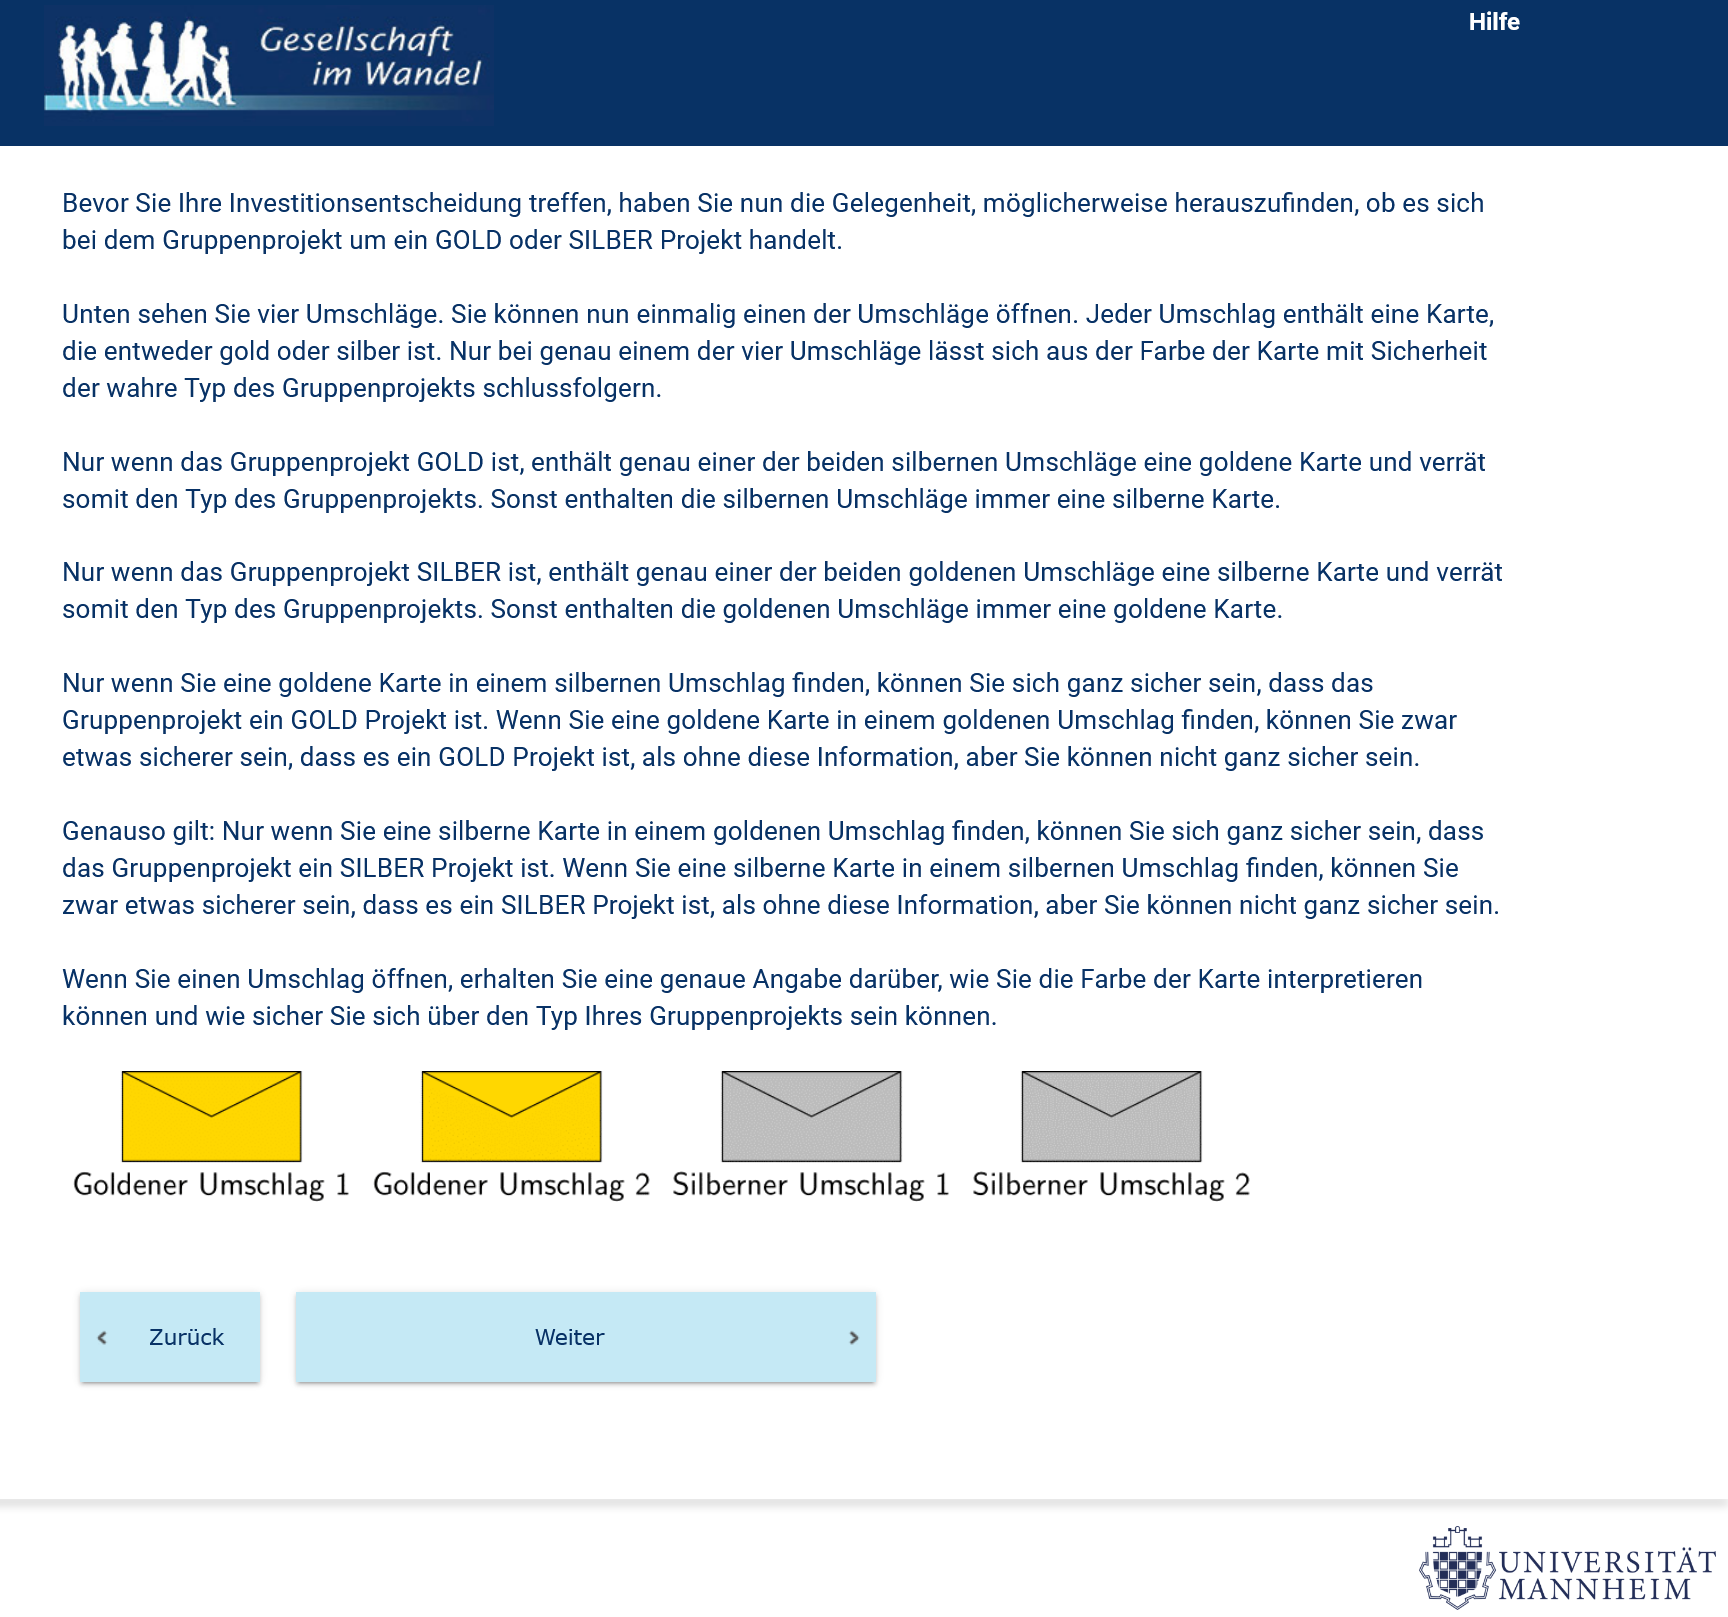 Gesellschaft
im Wandel
Hilfe
Bevor Sie Ihre Investitionsentscheidung treffen, haben Sie nun die Gelegenheit, möglicherweise herauszufinden, ob es sich
bei dem Gruppenprojekt um ein GOLD oder SILBER Projekt handelt.
Unten sehen Sie vier Umschläge. Sie können nun einmalig einen der Umschläge öffnen. Jeder Umschlag enthält eine Karte,
die entweder gold oder silber ist. Nur bei genau einem der vier Umschläge lässt sich aus der Farbe der Karte mit Sicherheit
der wahre Typ des Gruppenprojekts schlussfolgern.
Nur wenn das Gruppenprojekt GOLD ist, enthält genau einer der beiden silbernen Umschläge eine goldene Karte und verrät
somit den Typ des Gruppenprojekts. Sonst enthalten die silbernen Umschläge immer eine silberne Karte.
Nur wenn das Gruppenprojekt SILBER ist, enthält genau einer der beiden goldenen Umschläge eine silberne Karte und verrät
somit den Typ des Gruppenprojekts. Sonst enthalten die goldenen Umschläge immer eine goldene Karte.
Nur wenn Sie eine goldene Karte in einem silbernen Umschlag finden, können Sie sich ganz sicher sein, dass das
Gruppenprojekt ein GOLD Projekt ist. Wenn Sie eine goldene Karte in einem goldenen Umschlag finden, können Sie zwar
etwas sicherer sein, dass es ein GOLD Projekt ist, als ohne diese Information, aber Sie können nicht ganz sicher sein.
Genauso gilt: Nur wenn Sie eine silberne Karte in einem goldenen Umschlag finden, können Sie sich ganz sicher sein, dass
das Gruppenprojekt ein SILBER Projekt ist. Wenn Sie eine silberne Karte in einem silbernen Umschlag finden, können Sie
zwar etwas sicherer sein, dass es ein SILBER Projekt ist, als ohne diese Information, aber Sie können nicht ganz sicher sein.
Wenn Sie einen Umschlag öffnen, erhalten Sie eine genaue Angabe darüber, wie Sie die Farbe der Karte interpretieren
können und wie sicher Sie sich über den Typ Ihres Gruppenprojekts sein können.
Goldener Umschlag 1 Goldener Umschlag 2 Silberner Umschlag 1 Silberner Umschlag 2
Zurück Weiter
UNIVERSITÄT
MANNHEIM